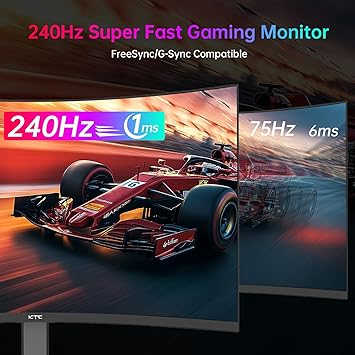 240Hz Super Fast Gaming Monitor
FreeSync/G-Sync Compatible
240Hz 1ms
75Hz 6ms
KTC